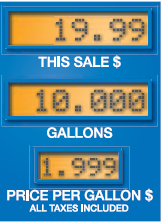 19.99
THIS SALE $
10.000
GALLONS
1.999
PRICE PER GALLON $
ALL TAXES INCLUDED